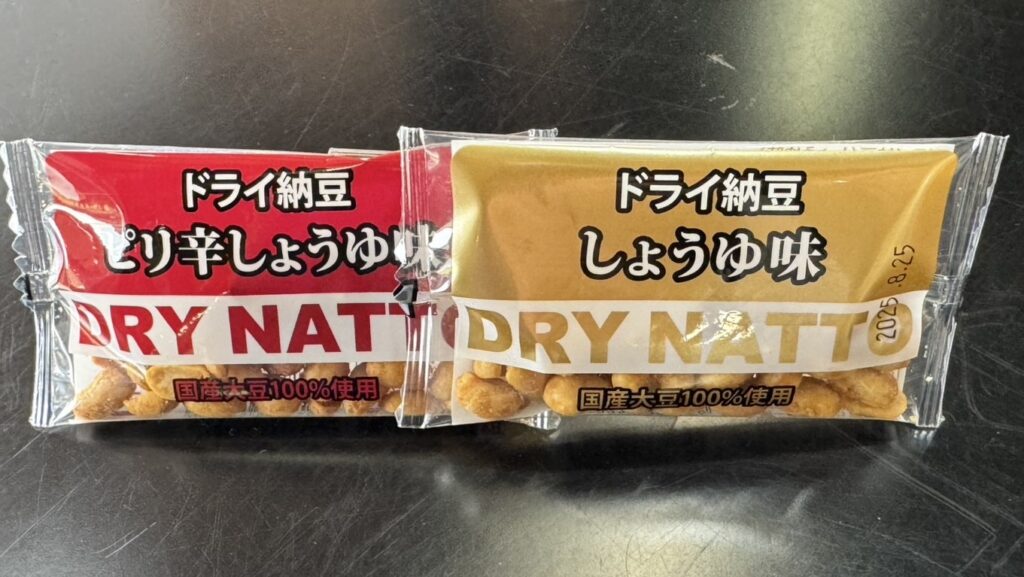 ドライ納豆
ピリ辛しょうゆ味
DRY NATT
国産大豆100%使用
ドライ納豆
しょうゆ味
DRY NATTO
国産大豆100%使用
2025.8.25